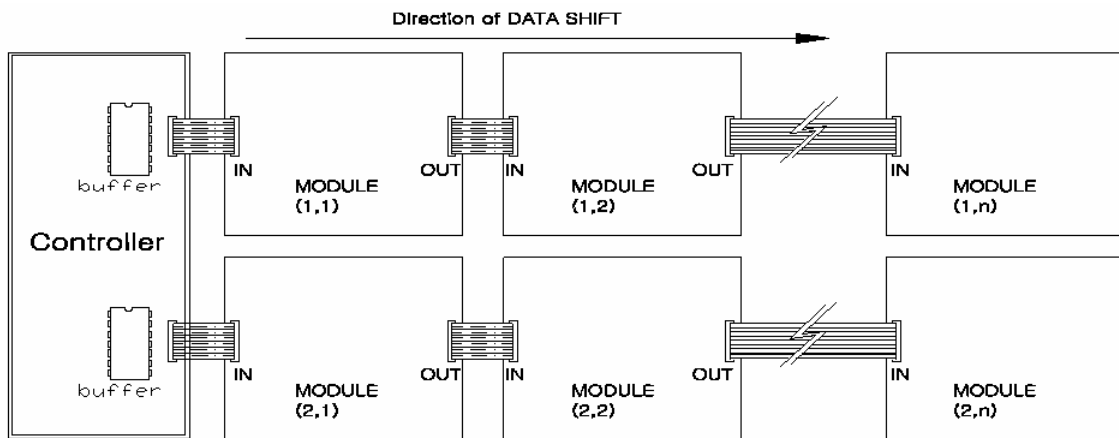 Direction of DATA SHIFT
buffer
IN
OUT
IN
OUT
IN
MODULE
(1,1)
MODULE
(1,2)
MODULE
(1,n)
Controller
buffer
IN
OUT
IN
OUT
IN
MODULE
(2,1)
MODULE
(2,2)
MODULE
(2,n)